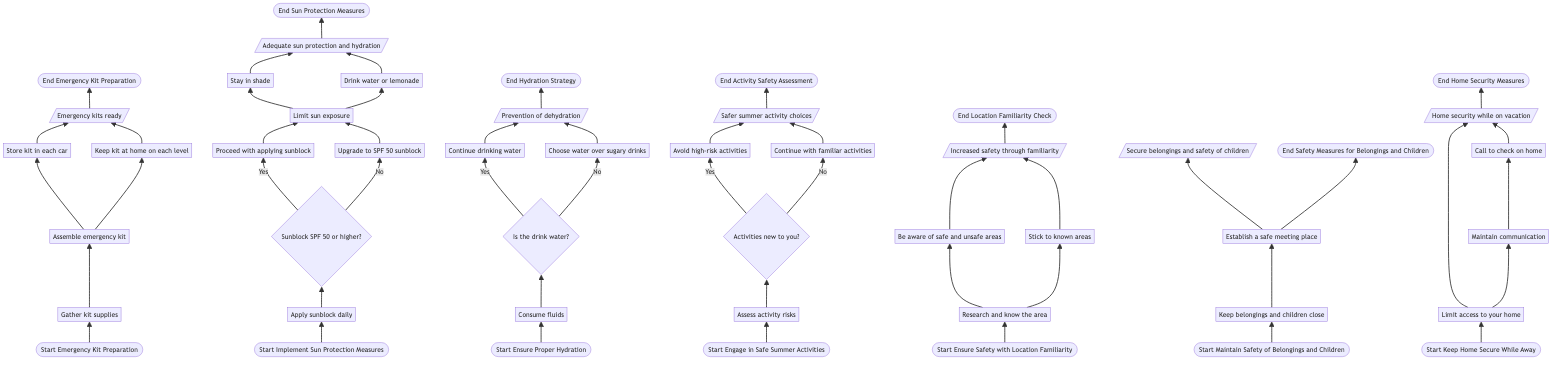 End Sun Protection Measures
Adequate sun protection and hydration
End Emergency Kit Preparation
Stay in shade
Drink water or lemonade
End Hydration Strategy
End Activity Safety Assessment
End Home Security Measures
Emergency kits ready
Limit sun exposure
Prevention of dehydration
Safer summer activity choices
End Location Familiarity Check
Home security while on vacation
Store kit in each car
Keep kit at home on each level
Proceed with applying sunblock
Upgrade to SPF 50 sunblock
Continue drinking water
Choose water over sugary drinks
Avoid high-risk activities
Continue with familiar activities
Increased safety through familiarity
Secure belongings and safety of children
End Safety Measures for Belongings and Children
Call to check on home
Yes
No
Yes
No
Yes
No
Assemble emergency kit
Sunblock SPF 50 or higher?
Is the drink water?
Activities new to you?
Be aware of safe and unsafe areas
Stick to known areas
Establish a safe meeting place
Maintain communication
Gather kit supplies
Apply sunblock daily
Consume fluids
Assess activity risks
Research and know the area
Keep belongings and children close
Limit access to your home
Start Emergency Kit Preparation
Start Implement Sun Protection Measures
Start Ensure Proper Hydration
Start Engage in Safe Summer Activities
Start Ensure Safety with Location Familiarity
Start Maintain Safety of Belongings and Children
Start Keep Home Secure While Away